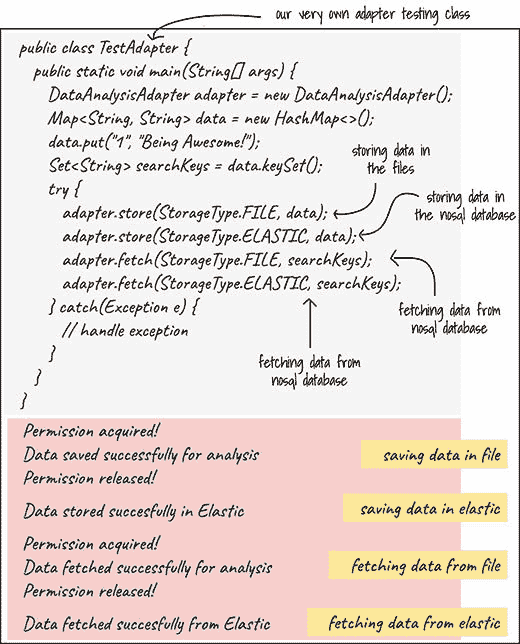 our very own adapter testing class
public class TestAdapter {
public static void main(String[] args) {
DataAnalysisAdapter adapter = new DataAnalysisAdapter();
Map<String, String> data = new HashMap<>();
data.put("1", "Being Awesome!");
Set<String> searchKeys = data.keySet();
try {
storing data in
the files
adapter.store(StorageType.FILE, data);
storing data in
the nosql database
adapter.store(StorageType.ELASTIC, data);
adapter.fetch(StorageType.FILE, searchKeys);
adapter.fetch(StorageType.ELASTIC, searchKeys);
fetching data from
nosql database
} catch(Exception e) {
// handle exception
fetching data from
nosql database
}
}
}
Permission acquired!
Data saved successfully for analysis
saving data in file
Permission released!
Data stored succesfully in Elastic
saving data in elastic
Permission acquired!
Data fetched successfully for analysis
fetching data from file
Permission released!
Data fetched succesfully from Elastic
fetching data from elastic